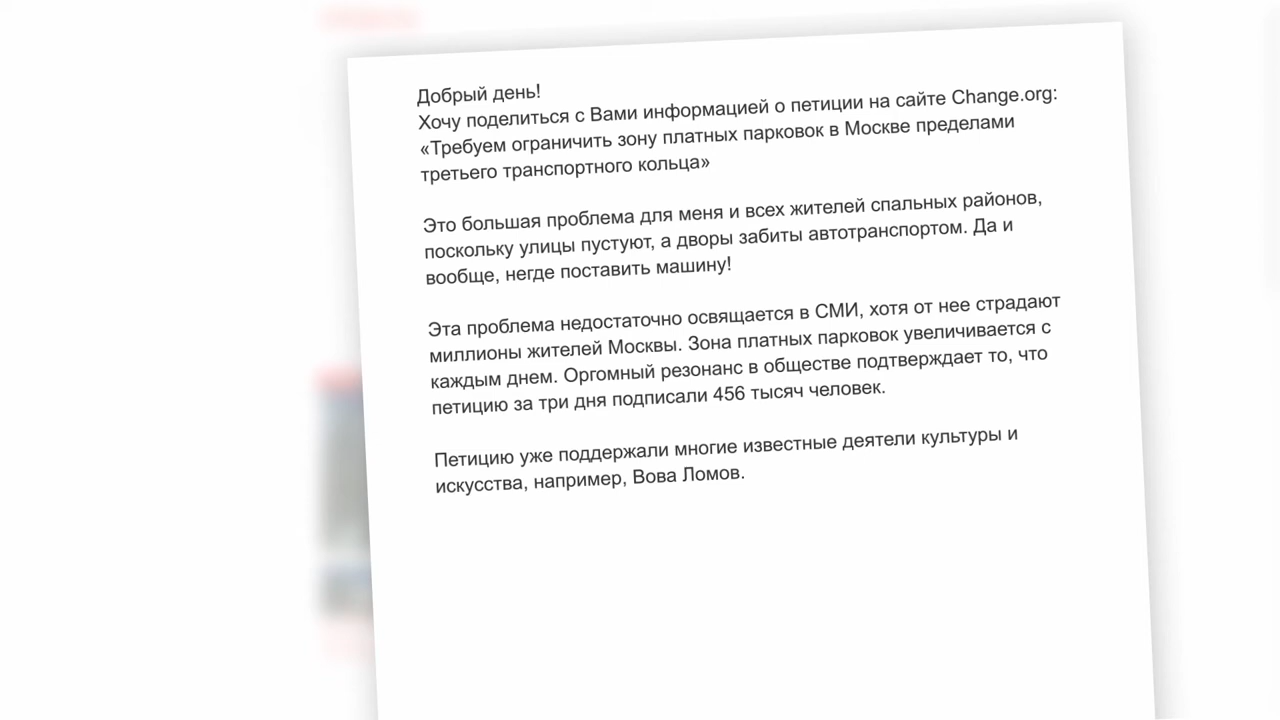 Добрый день!
Хочу поделиться с Вами информацией о петиции на сайте Change.org:
«Требуем ограничить зону платных парковок в Москве пределами
третьего транспортного кольца»
Это большая проблема для меня и всех жителей спальных районов,
поскольку улицы пустуют, а дворы забиты автотранспортом. Да и
вообще, негде поставить машину!
Эта проблема недостаточно освящается в СМИ, хотя от нее страдают
миллионы жителей Москвы. Зона платных парковок увеличивается с
каждым днем. Оргомный резонанс в обществе подтверждает то, что
петицию за три дня подписали 456 тысяч человек.
Петицию уже поддержали многие известные деятели культуры и
искусства, например, Вова Ломов.